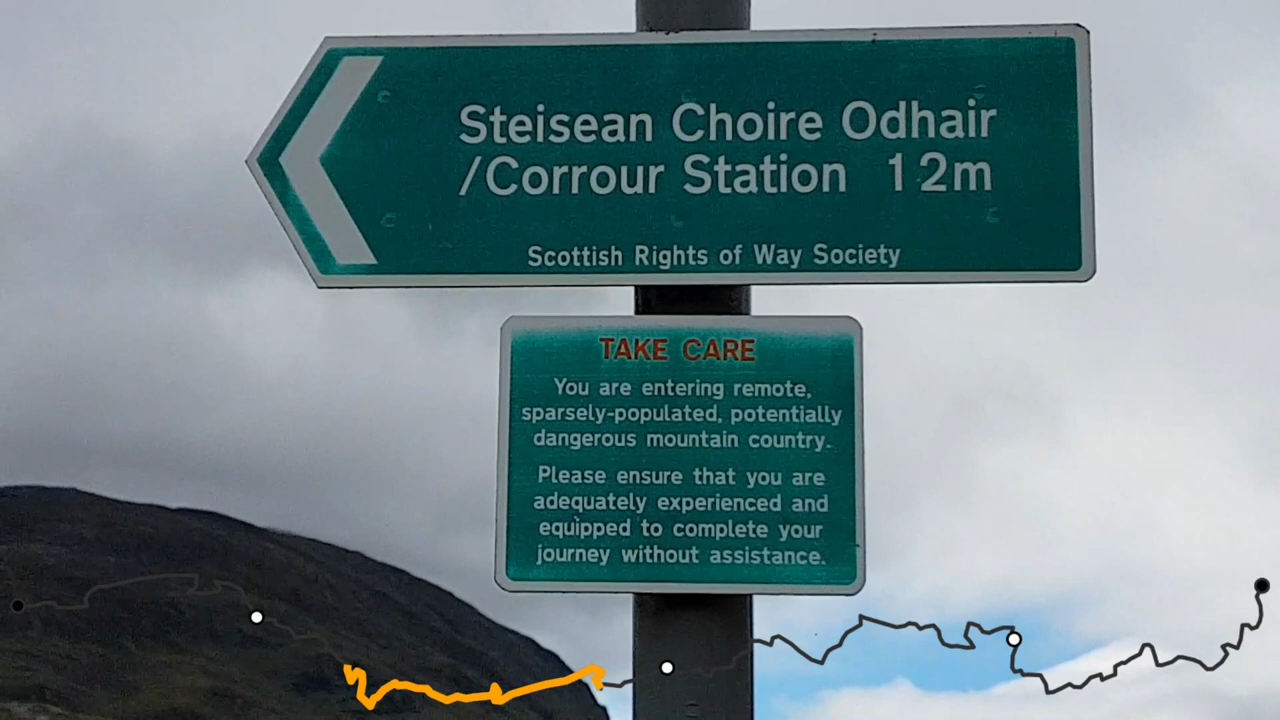 Steisean Choire Odhair
/Corrour Station 12m
Scottish Rights of Way Society
TAKE CARE
You are entering remote,
sparsely-populated, potentially
dangerous mountain country.
Please ensure that you are
adequately experienced and
equipped to complete your
journey without assistance.